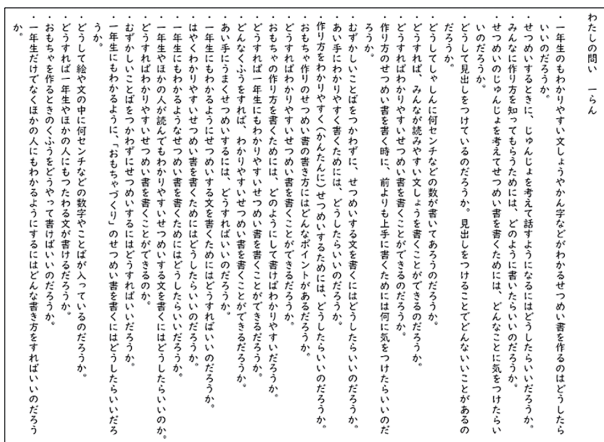 わたしの問い　一らん
・一年生のもわかりやすい文しょうやかん字などがわかるせつめい書を作るのはどうしたら
いいのだろうか。
・せつめいするときに、じゅんじょを考えて話すようになるにはどうしたらいいだろうか。
・みんなに作り方を知ってもらうためには、どのように書いたらいいのだろうか。
・せつめいのじゅんじょを考えてせつめい書を書くためには、どんなことに気をつけたらい
いのだろうか。
・どうして見出しをつけているのだろうか。見出しをつけることでどんないいことがあるの
だろうか。
・どうしてしゃしんに何センチなどの数が書いてあろうのだろうか。
・どうすれば、みんなが読みやすい文しょうを書くことができるのだろうか。
・どうすればわかりやすいせつめい書を書くことができるのだろうか。
・作り方のせつめい書を書く時に、前よりも上手に書くためには何に気をつけたらいいのだ
ろうか。
・むずかしいことばをつかわずに、せつめいする文を書くにはどうしたらいいのだろうか。
・あい手にわかりやすく書くためには、どうしたらいいのだろうか。
・作り方をわかりやすく（かんたんに）せつめいするためには、どうしたらいいのだろうか。
・おもちゃ作りのせつめい書の書き方にはどんなポイントがあるだろうか。
・どうすればわかりやすいせつめい書を書くことができるだろうか。
・おもちゃの作り方を書くためには、どのようにして書けばわかりやすいだろうか。
・どうすれば一年生にもわかりやすいせつめい書を書くことができるだろうか。
・どんなくふうをすれば、わかりやすいせつめい書を書くことができるだろうか。
・あい手にうまくせつめいするには、どうすればいいのだろうか。
・一年生にもわかるようにせつめいする文を書くためにはどうすればいいのだろうか。
・はやくわかりやすいせつめい書を書くためにはどうしたらいいのだろうか。
・一年生にもわかるようなせつめい書を書くためにはどうしたらいいだろうか。
・一年生やほかの人が読んでもわかりやすいせつめいする文を書くにはどうしたらいいのか。
・どうすればわかりやすいせつめい書を書くことができるのか。
・むずかしいことばをつかわずにせつめいするにはどうすればいいだろうか。
・一年生にもわかるように、「おもちゃづくり」のせつめい書を書くにはどうしたらいいだろ
うか。
・どうして絵や文の中に何センチなどの数字やことばが入っているのだろうか。
・どうすれば一年生やほかの人にもつたわる文が書けるだろうか。
・おもちゃを作るときのくふうをどうやって書けばいいのだろうか。
・一年生だけでなくほかの人にもわかるようにするにはどんな書き方をすればいいのだろう
か。